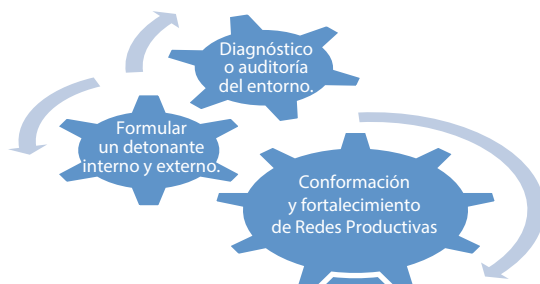 Diagnóstico
o auditoría
del entorno.
Formular
un detonante
interno y externo.
Conformación
y fortalecimiento
de Redes Productivas